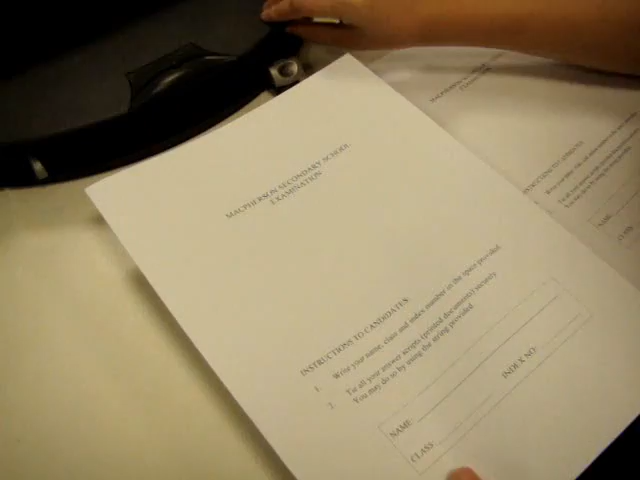 MACPHERSON SECONDARY SCHOOL
EXAMINATION
INSTRUCTIONS TO CANDIDATES
1. Write your name, class and index number in the space provided.
2. Tie all your answer scripts (printed documents) securely
You may do so by using the string provided.
NAME:
CLASS: INDEX NO: